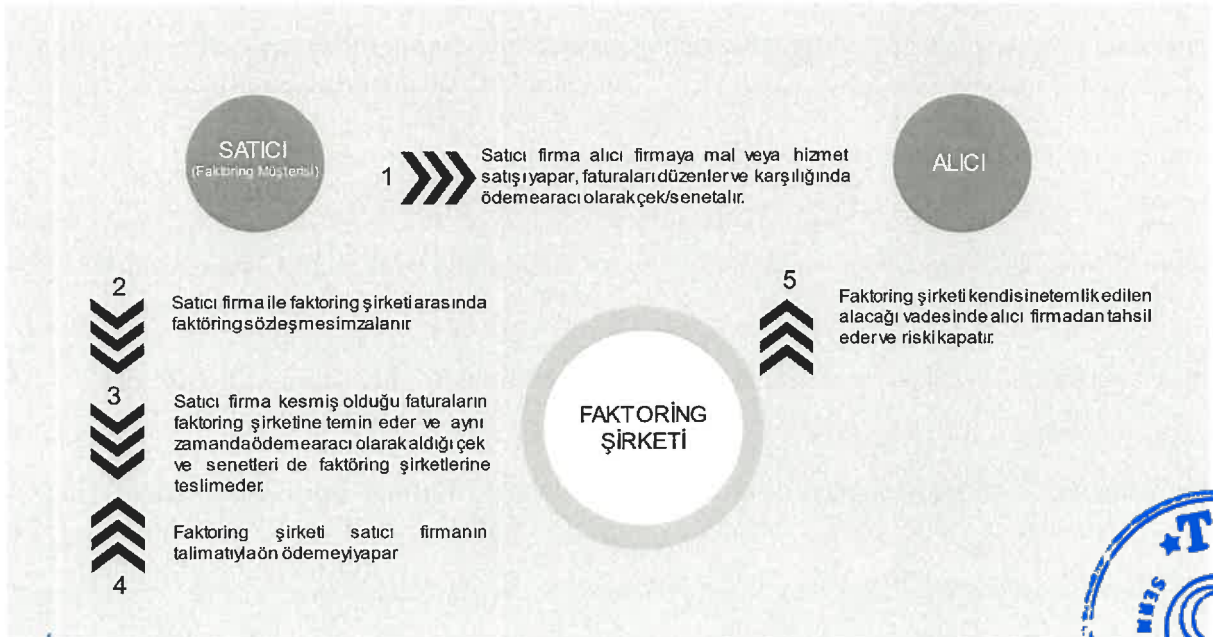 SATICI
(Faktoring Müşterisi)
1
Satıcı firma alıcı firmaya mal veya hizmet
satışı yapar, faturaları düzenler ve karşılığında
ödeme aracı olarak çek/senet alır.
ALICI
2
Satıcı firma ile faktoring şirketi arasında
faktöring sözleşmesi mzalanır
3
Satıcı firma kesmiş olduğu faturaların
faktoring şirketine temin eder ve aynı
zamanda ödeme aracı olarak aldığı çek
ve senetleri de faktöring şirketlerine
teslim eder.
Faktoring şirketi satıcı firmanın
talimatıyla ön ödemeyi yapar
4
FAKTORİNG
ŞİRKETİ
5
Faktoring şirketi kendisine temlik edilen
alacağı vadesinde alıcı firmadan tahsil
eder ve riski kapatır.